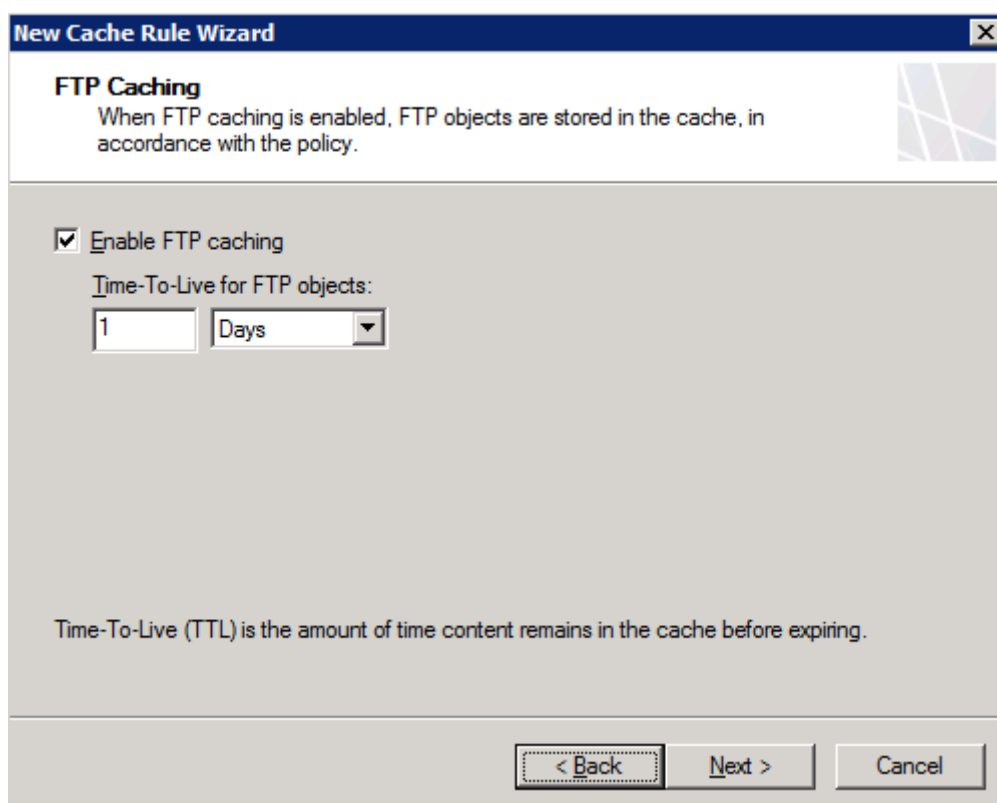 New Cache Rule Wizard
FTP Caching
When FTP caching is enabled, FTP objects are stored in the cache, in
accordance with the policy.
Enable FTP caching
Time-To-Live for FTP objects:
1 Days
Time-To-Live (TTL) is the amount of time content remains in the cache before expiring.
< Back Next > Cancel